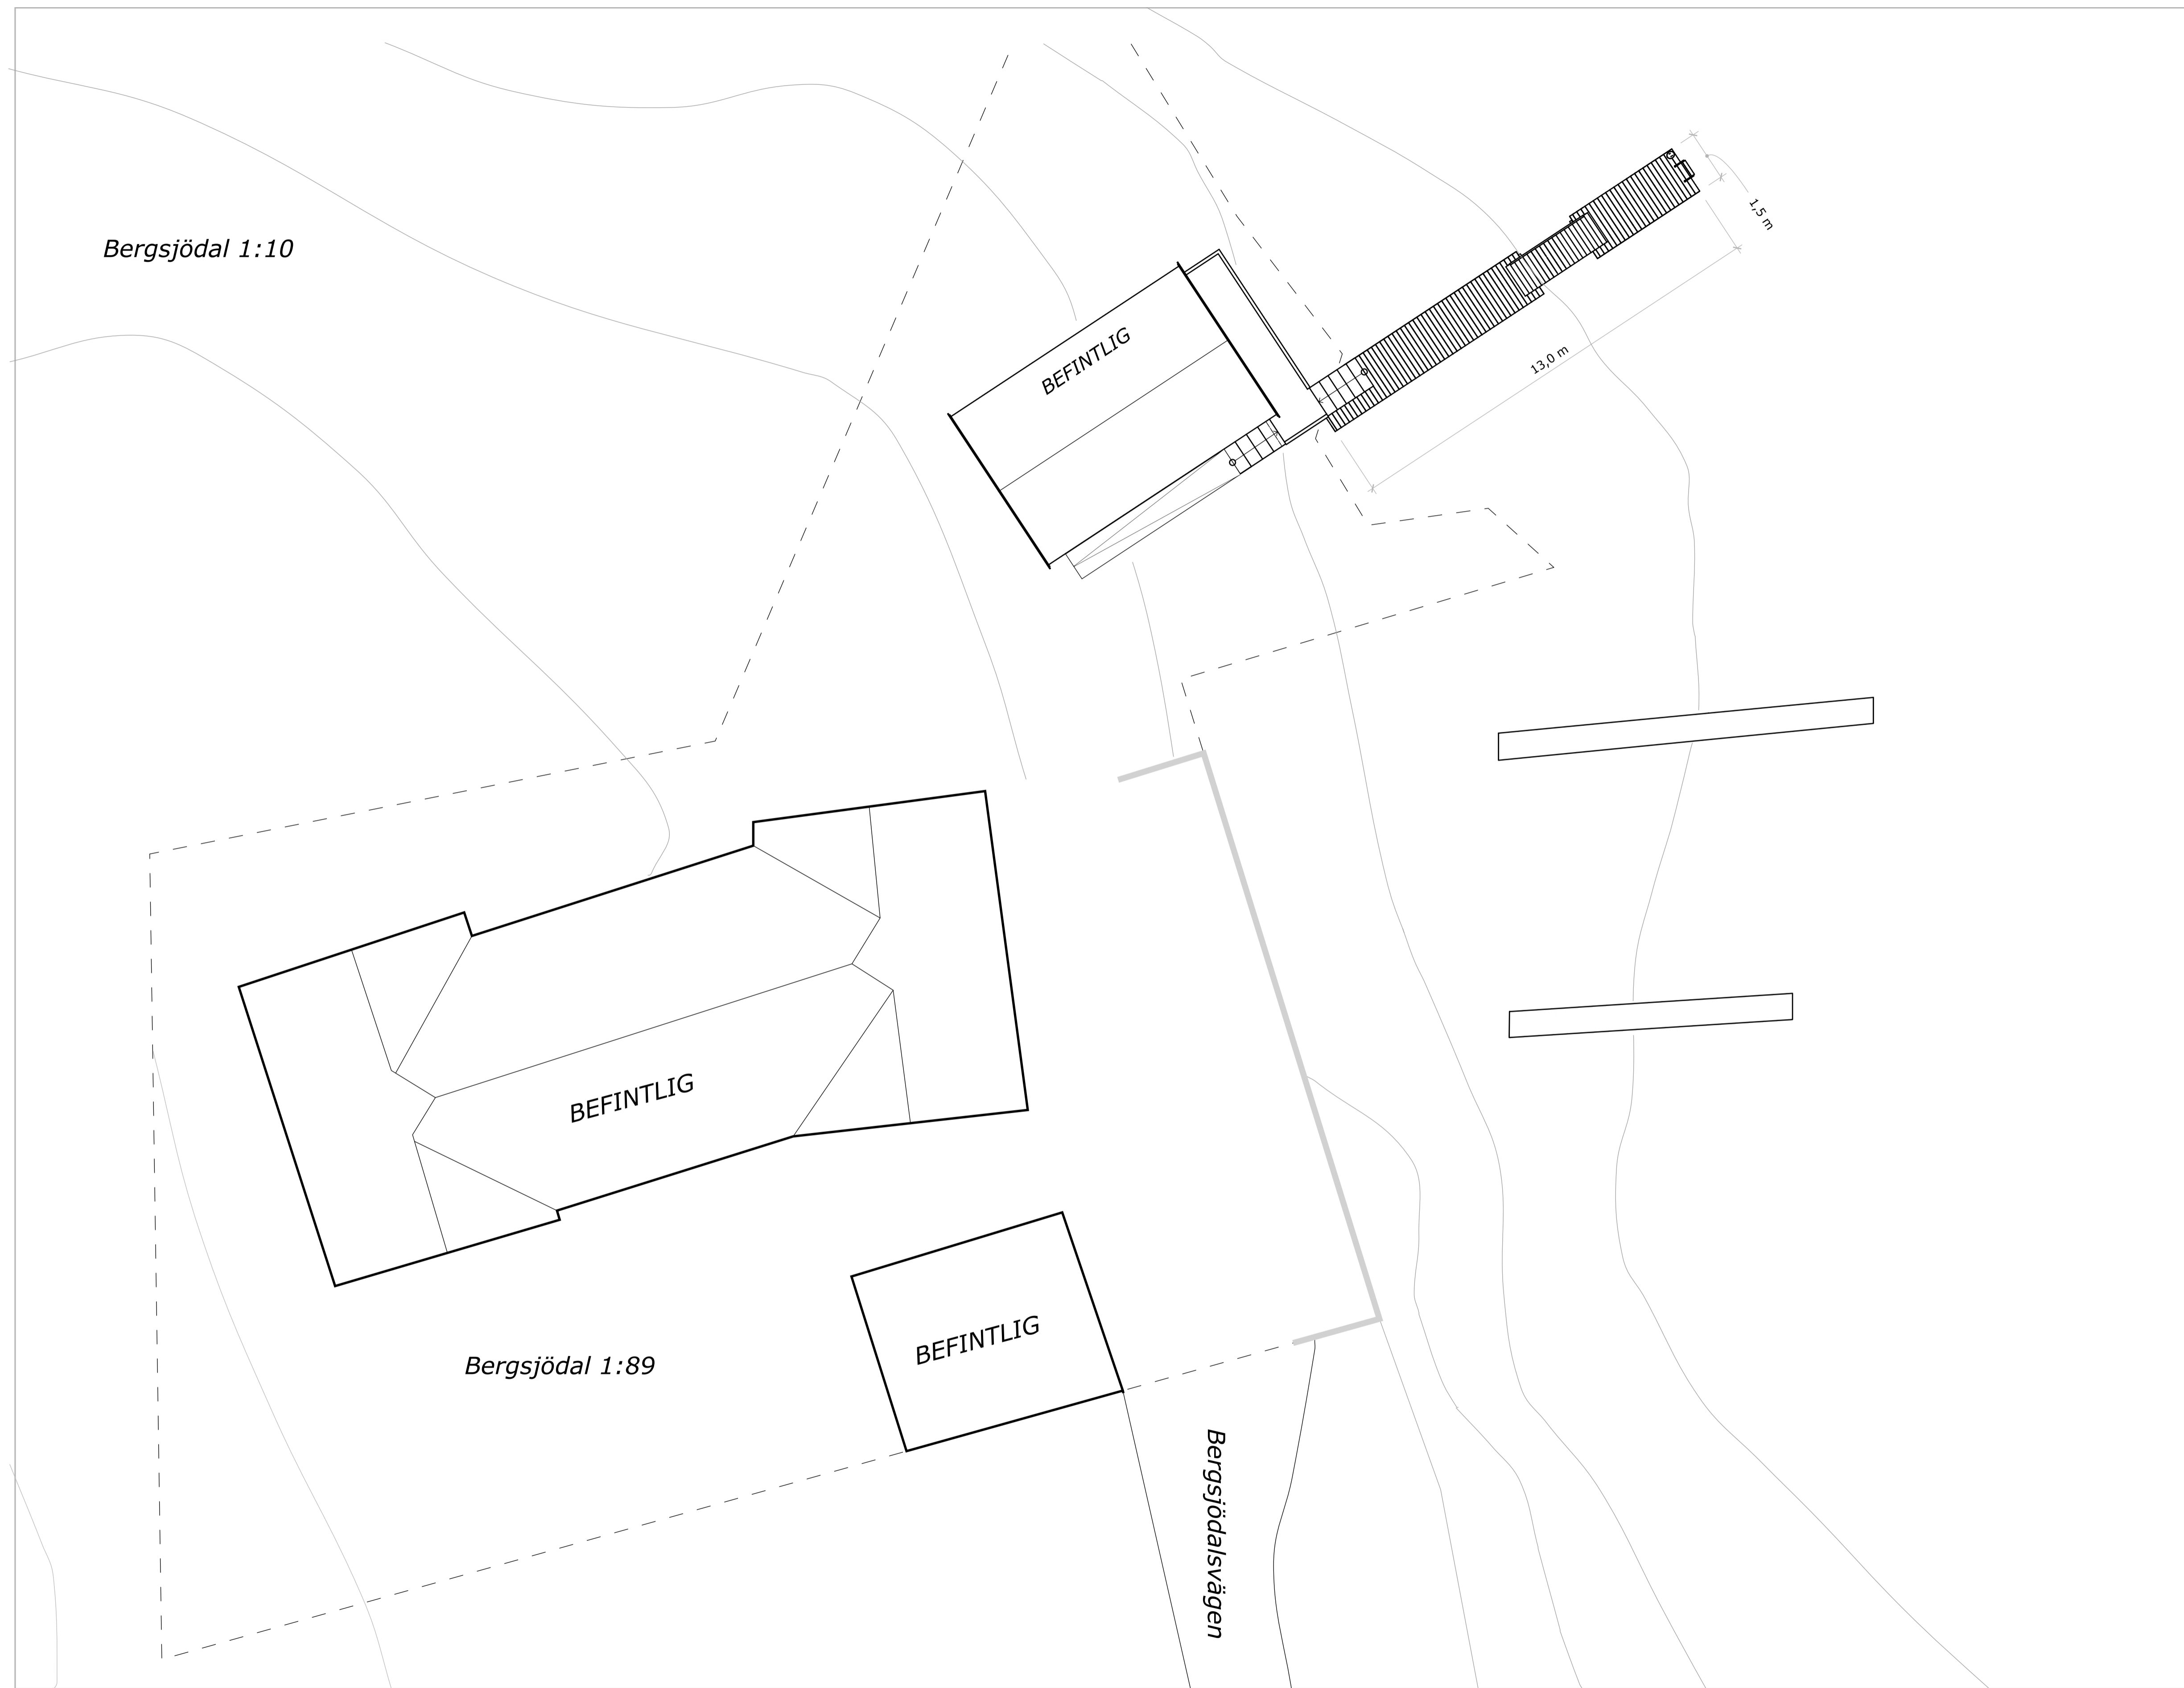 Bergsjödal 1:10
1,5 m
BEFINTLIG
13,0 m
BEFINTLIG
BEFINTLIG
Bergsjödal 1:89
Bergsjödalsvägen